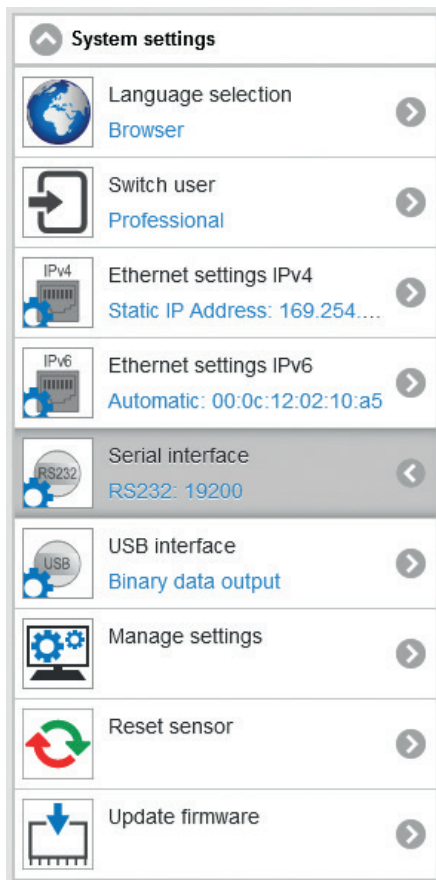 System settings
Language selection
Browser
Switch user
Professional
IPv4
Ethernet settings IPv4
Static IP Address: 169.254....
IPv6
Ethernet settings IPv6
Automatic: 00:0c:12:02:10:a5
RS232
Serial interface
RS232: 19200
USB
USB interface
Binary data output
Manage settings
Reset sensor
Update firmware